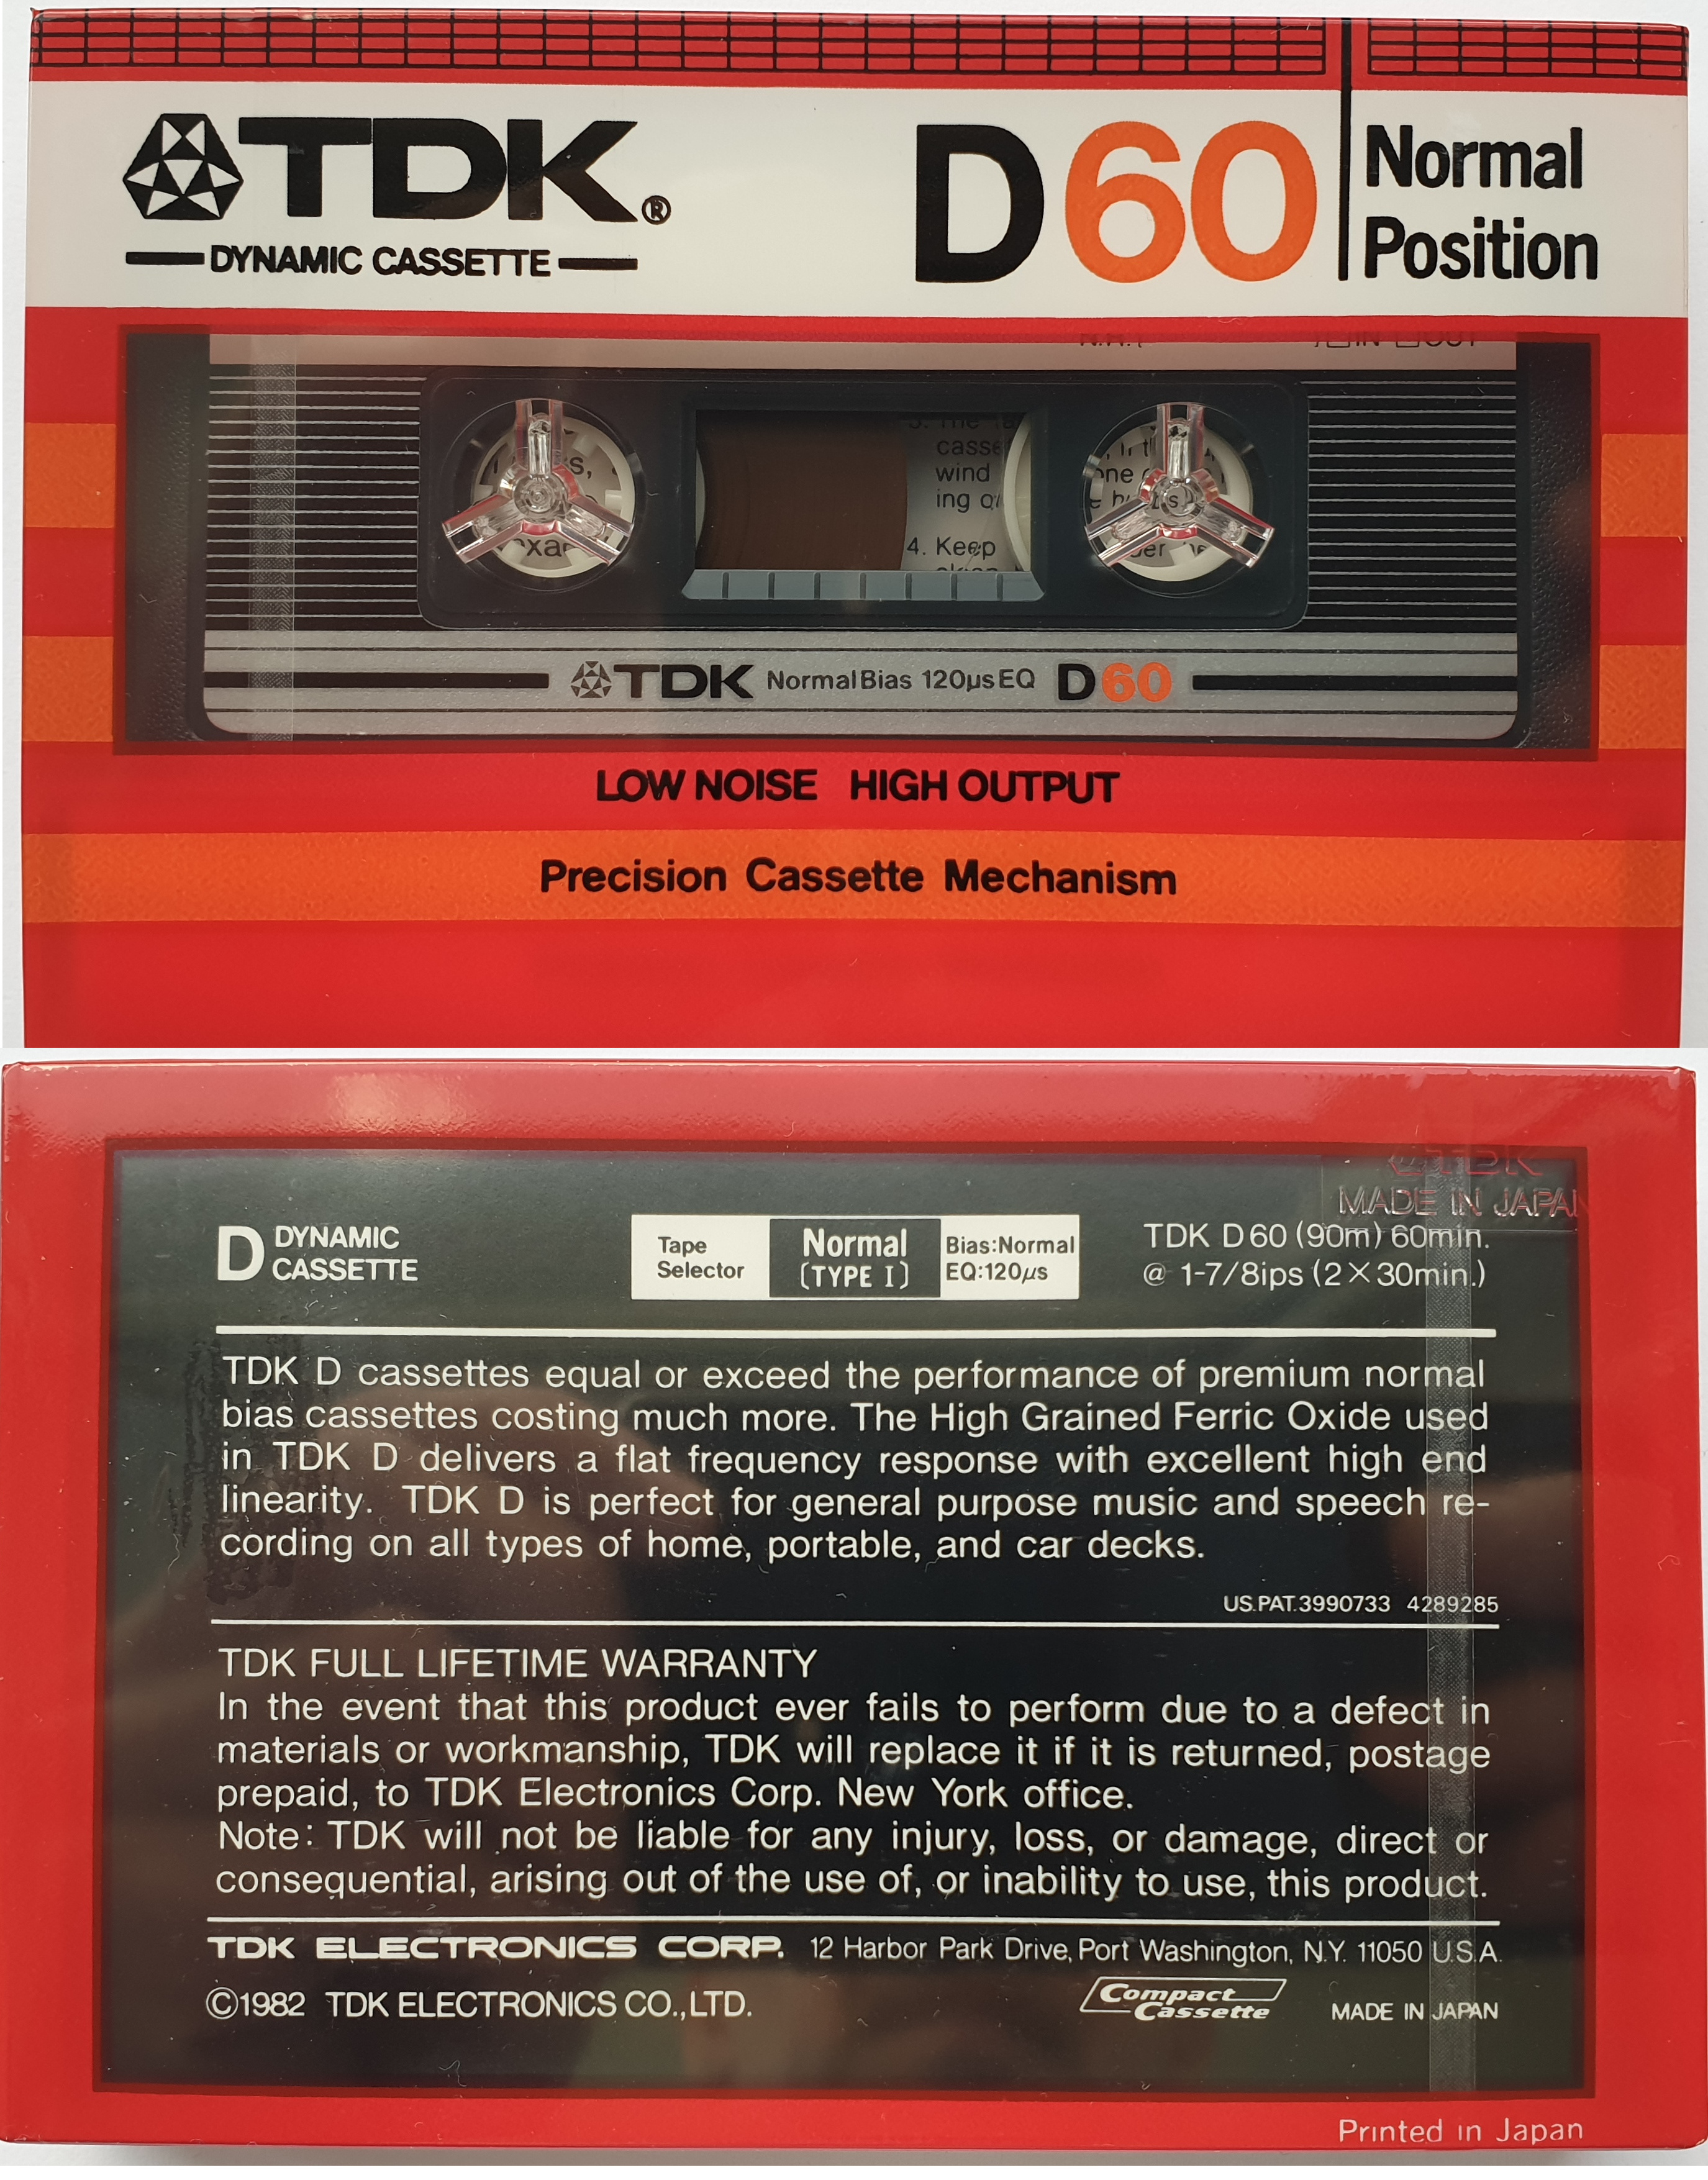 TDK®
DYNAMIC CASSETTE
D60
Normal
Position
IN OUT
casse
wind
ing
4. Keep
TDK Normal Bias 120µs EQ D60
LOW NOISE HIGH OUTPUT
Precision Cassette Mechanism
TDK
MADE IN JAPAN
D DYNAMIC
CASSETTE
Tape
Selector
Normal
(TYPE I)
Bias:Normal
EQ:120µs
TDK D60 (90m) 60min.
@ 1-7/8ips (2×30min.)
TDK D cassettes equal or exceed the performance of premium normal
bias cassettes costing much more. The High Grained Ferric Oxide used
in TDK D delivers a flat frequency response with excellent high end
linearity. TDK D is perfect for general purpose music and speech re-
cording on all types of home, portable, and car decks.
US.PAT.3990733 4289285
TDK FULL LIFETIME WARRANTY
In the event that this product ever fails to perform due to a defect in
materials or workmanship, TDK will replace it if it is returned, postage
prepaid, to TDK Electronics Corp. New York office.
Note: TDK will not be liable for any injury, loss, or damage, direct or
consequential, arising out of the use of, or inability to use, this product.
TDK ELECTRONICS CORP. 12 Harbor Park Drive, Port Washington, N.Y. 11050 U.S.A.
©1982 TDK ELECTRONICS CO.,LTD.
Compact
Cassette
MADE IN JAPAN
Printed in Japan